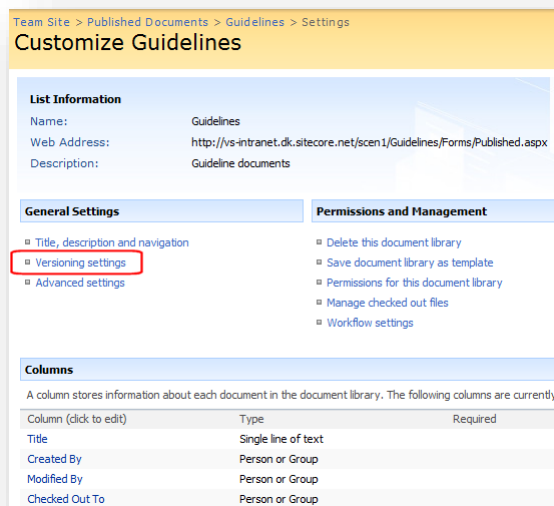 Team Site > Published Documents > Guidelines > Settings
Customize Guidelines
List Information
Name: Guidelines
Web Address: http://vs-intranet.dk.sitecore.net/scen1/Guidelines/Forms/Published.aspx
Description: Guideline documents
General Settings Permissions and Management
Title, description and navigation Delete this document library
Versioning settings Save document library as template
Advanced settings Permissions for this document library
Manage checked out files
Workflow settings
Columns
A column stores information about each document in the document library. The following columns are currently
Column (click to edit) Type Required
Title Single line of text
Created By Person or Group
Modified By Person or Group
Checked Out To Person or Group